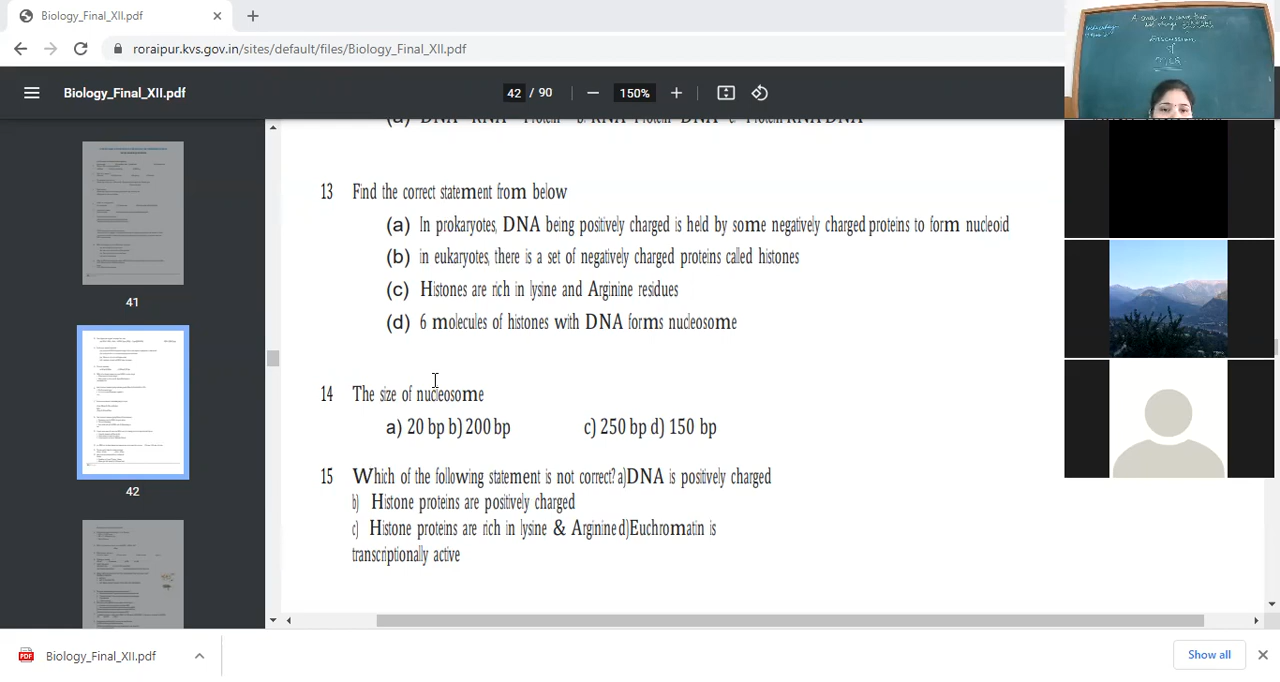 Biology_Final_XII.pdf
roraipur.kvs.gov.in/sites/default/files/Biology_Final_XII.pdf
Biology_Final_XII.pdf
42 / 90
150%
41
42
13 Find the correct statement from below
(a) In prokaryotes, DNA being positively charged is held by some negatively charged proteins to form nucleoid
(b) in eukaryotes, there is a set of negatively charged proteins called histones
(c) Histones are rich in lysine and Arginine residues
(d) 6 molecules of histones with DNA forms nucleosome
14 The size of nucleosome
a) 20 bp b) 200 bp c) 250 bp d) 150 bp
15 Which of the following statement is not correct? a)DNA is positively charged
b) Histone proteins are positively charged
c) Histone proteins are rich in lysine & Arginine d)Euchromatin is
transcriptionally active
Discussion
of
Biology_Final_XII.pdf
Show all